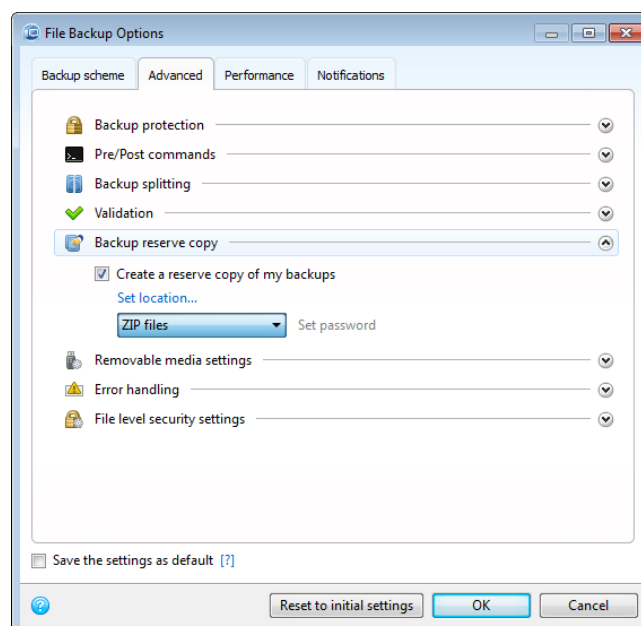 File Backup Options
Backup scheme Advanced Performance Notifications
Backup protection
Pre/Post commands
Backup splitting
Validation
Backup reserve copy
Create a reserve copy of my backups
Set location...
ZIP files Set password
Removable media settings
Error handling
File level security settings
Save the settings as default [?]
Reset to initial settings OK Cancel